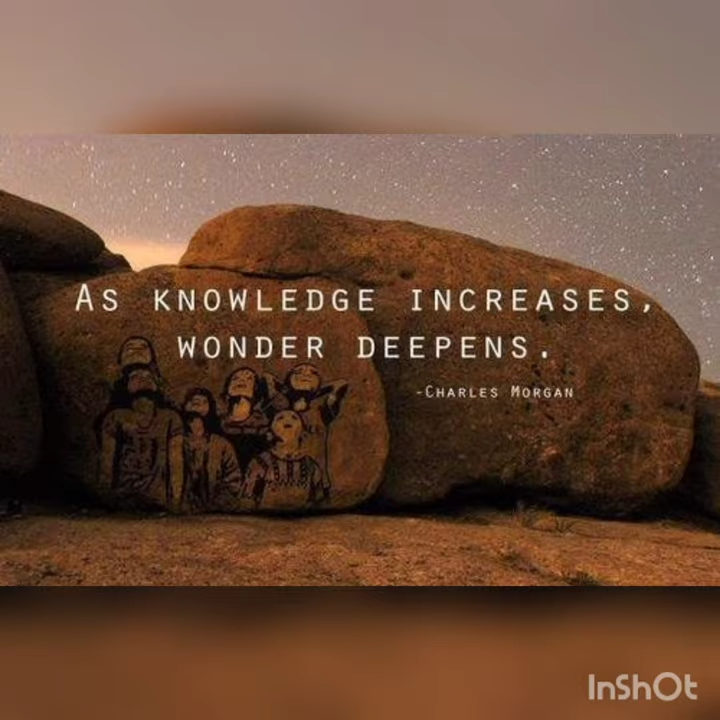 As KNOWLEDGE INCREASES,
WONDER DEEPENS.
-CHARLES MORGAN
InShOt